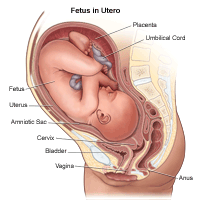 Fetus in Utero
Placenta
Umbilical Cord
Fetus
Uterus
Amniotic Sac
Cervix
Bladder
Vagina
Anus